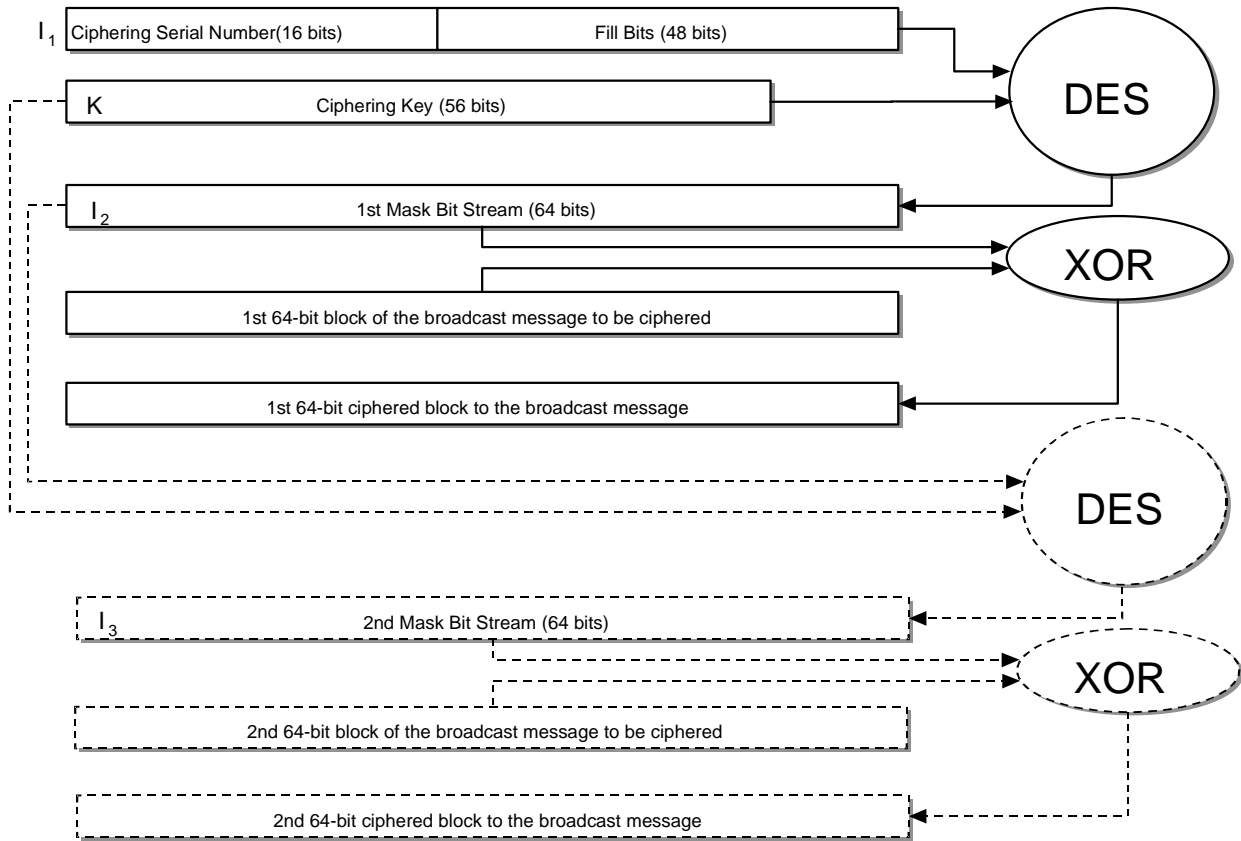 I1 Ciphering Serial Number(16 bits) Fill Bits (48 bits)
DES
K Ciphering Key (56 bits)
I2 1st Mask Bit Stream (64 bits)
XOR
1st 64-bit block of the broadcast message to be ciphered
1st 64-bit ciphered block to the broadcast message
DES
I3 2nd Mask Bit Stream (64 bits)
XOR
2nd 64-bit block of the broadcast message to be ciphered
2nd 64-bit ciphered block to the broadcast message